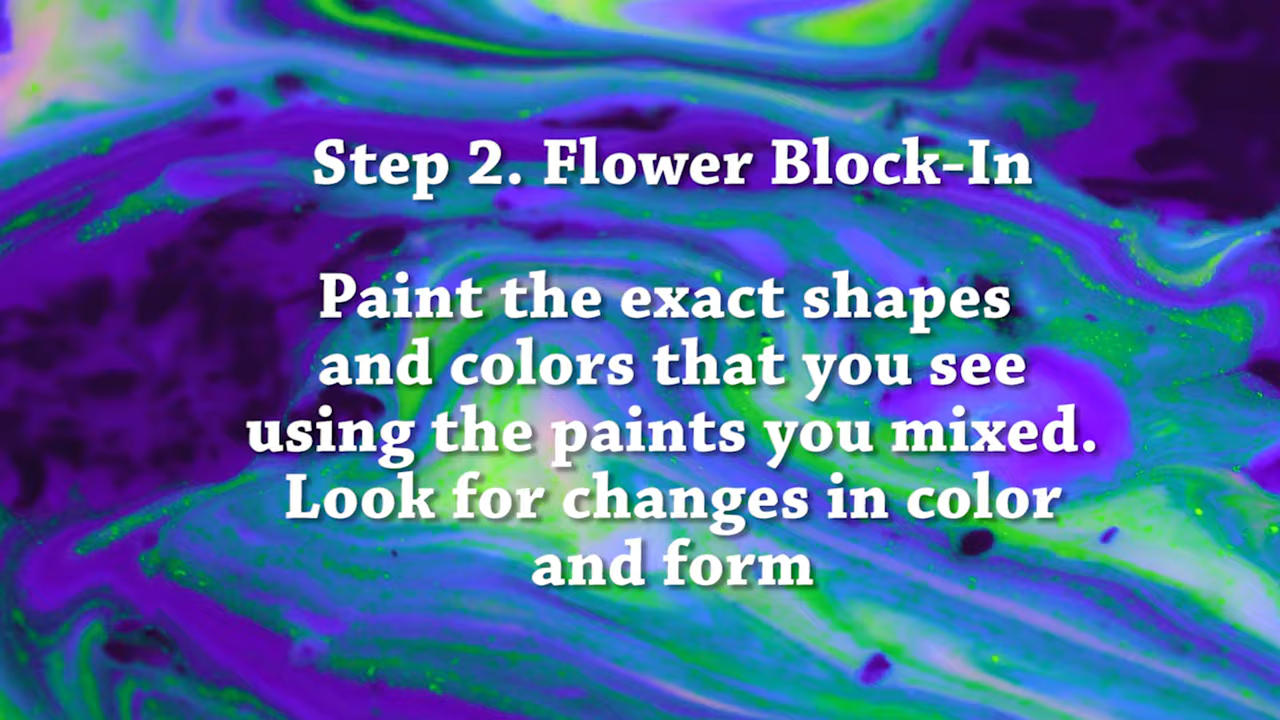 Step 2. Flower Block-In
Paint the exact shapes
and colors that you see
using the paints you mixed.
Look for changes in color
and form